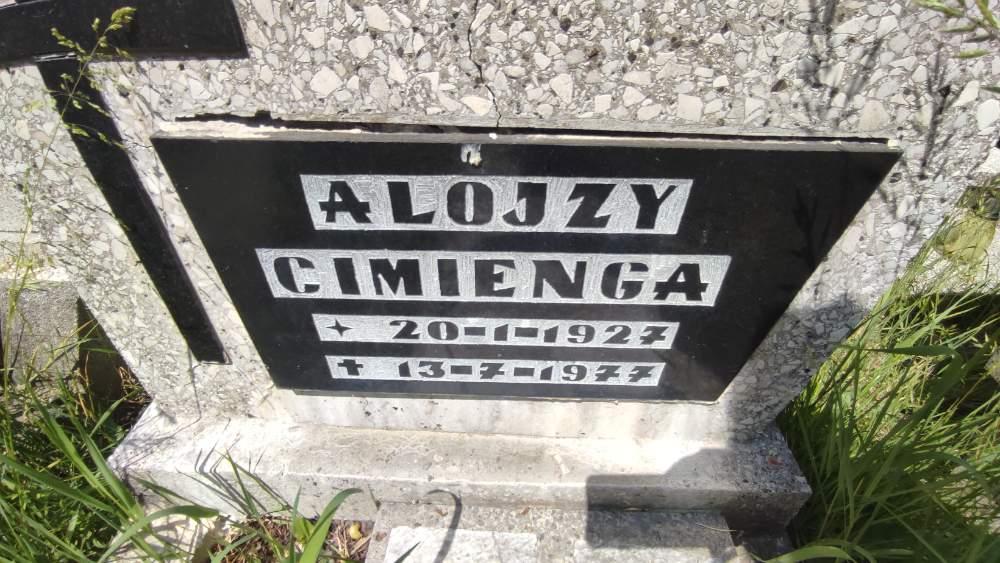 ALOJZY
CIMIENGA
20-1-1927
✝ 13-7-1977